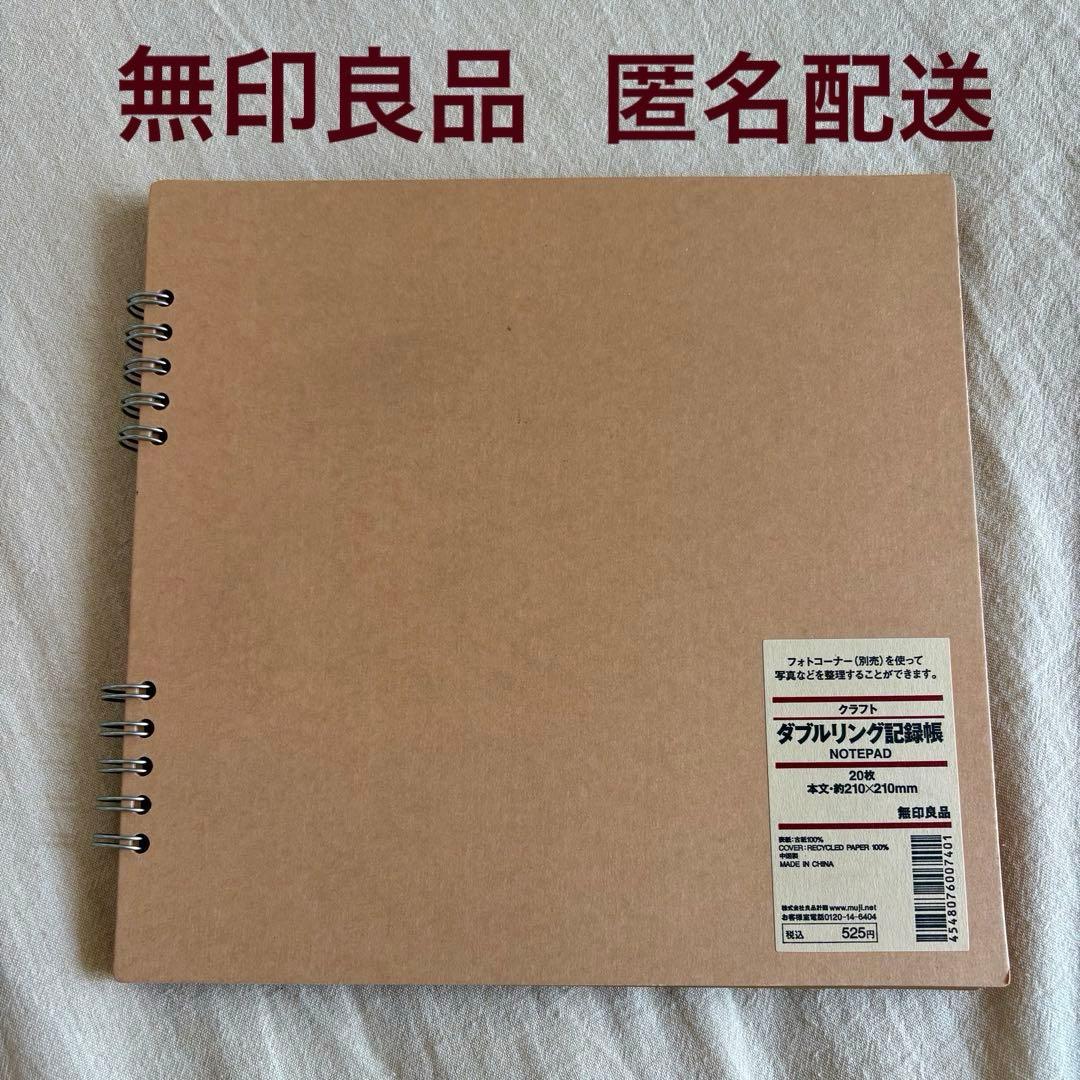 無印良品 匿名配送
フォトコーナー(別売)を使って
写真などを整理することができます。
クラフト
ダブルリング記録帳
NOTEPAD
20枚
本文・約210×210mm
無印良品
表紙:古紙100%
COVER:RECYCLED PAPER 100%
中国製
MADE IN CHINA
株式会社良品計画 www.muji.net
お客様室電話0120-14-6404
税込 525円
4548076007401